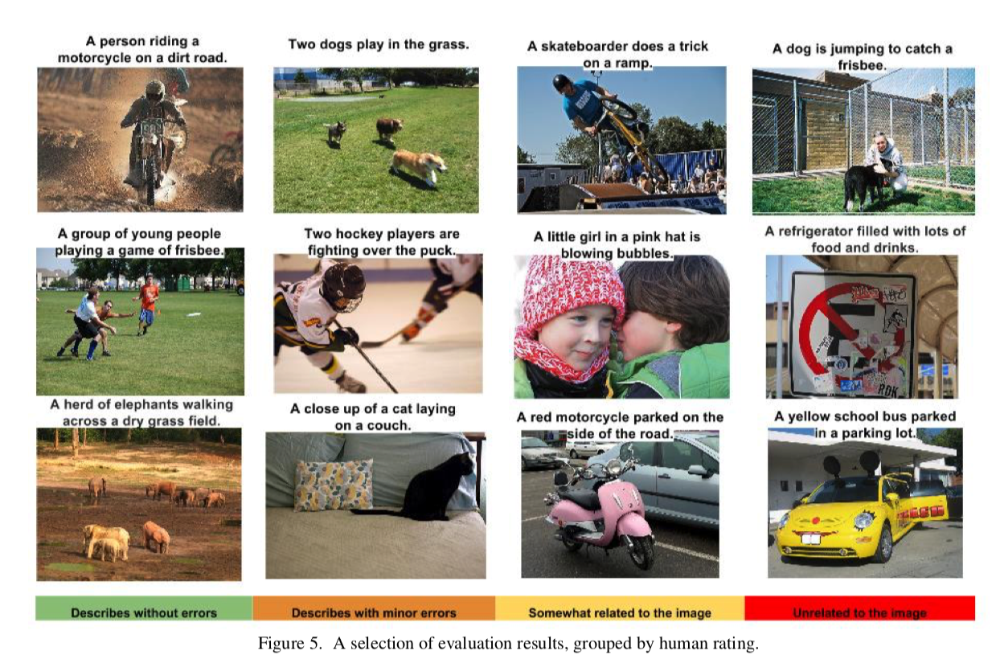 A person riding a
motorcycle on a dirt road.
Two dogs play in the grass.
A skateboarder does a trick
on a ramp.
A dog is jumping to catch a
frisbee.
A group of young people
playing a game of frisbee.
Two hockey players are
fighting over the puck.
A little girl in a pink hat is
blowing bubbles.
A refrigerator filled with lots of
food and drinks.
RDK
A herd of elephants walking
across a dry grass field.
A close up of a cat laying
on a couch.
A red motorcycle parked on the
side of the road.
A yellow school bus parked
in a parking lot.
Describes without errors
Describes with minor errors
Somewhat related to the image
Unrelated to the image
Figure 5. A selection of evaluation results, grouped by human rating.